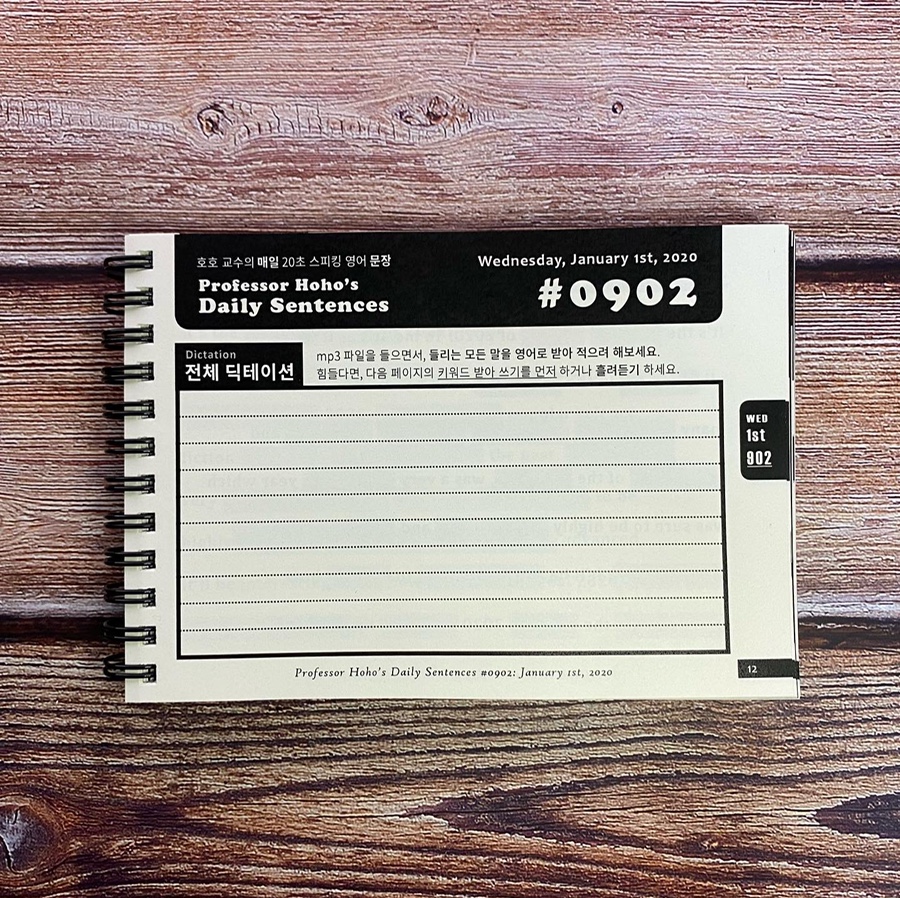 호호 교수의 매일 20초 스피킹 영어 문장
Professor Hoho's
Daily Sentences
Wednesday, January 1st, 2020
#0902
Dictation
전체 딕테이션
mp3 파일을 들으면서, 들리는 모든 말을 영어로 받아 적으려 해보세요.
힘들다면, 다음 페이지의 키워드 받아 쓰기를 먼저 하거나 흘려듣기 하세요.
WED
1st
902
Professor Hoho's Daily Sentences #0902: January 1st, 2020
12